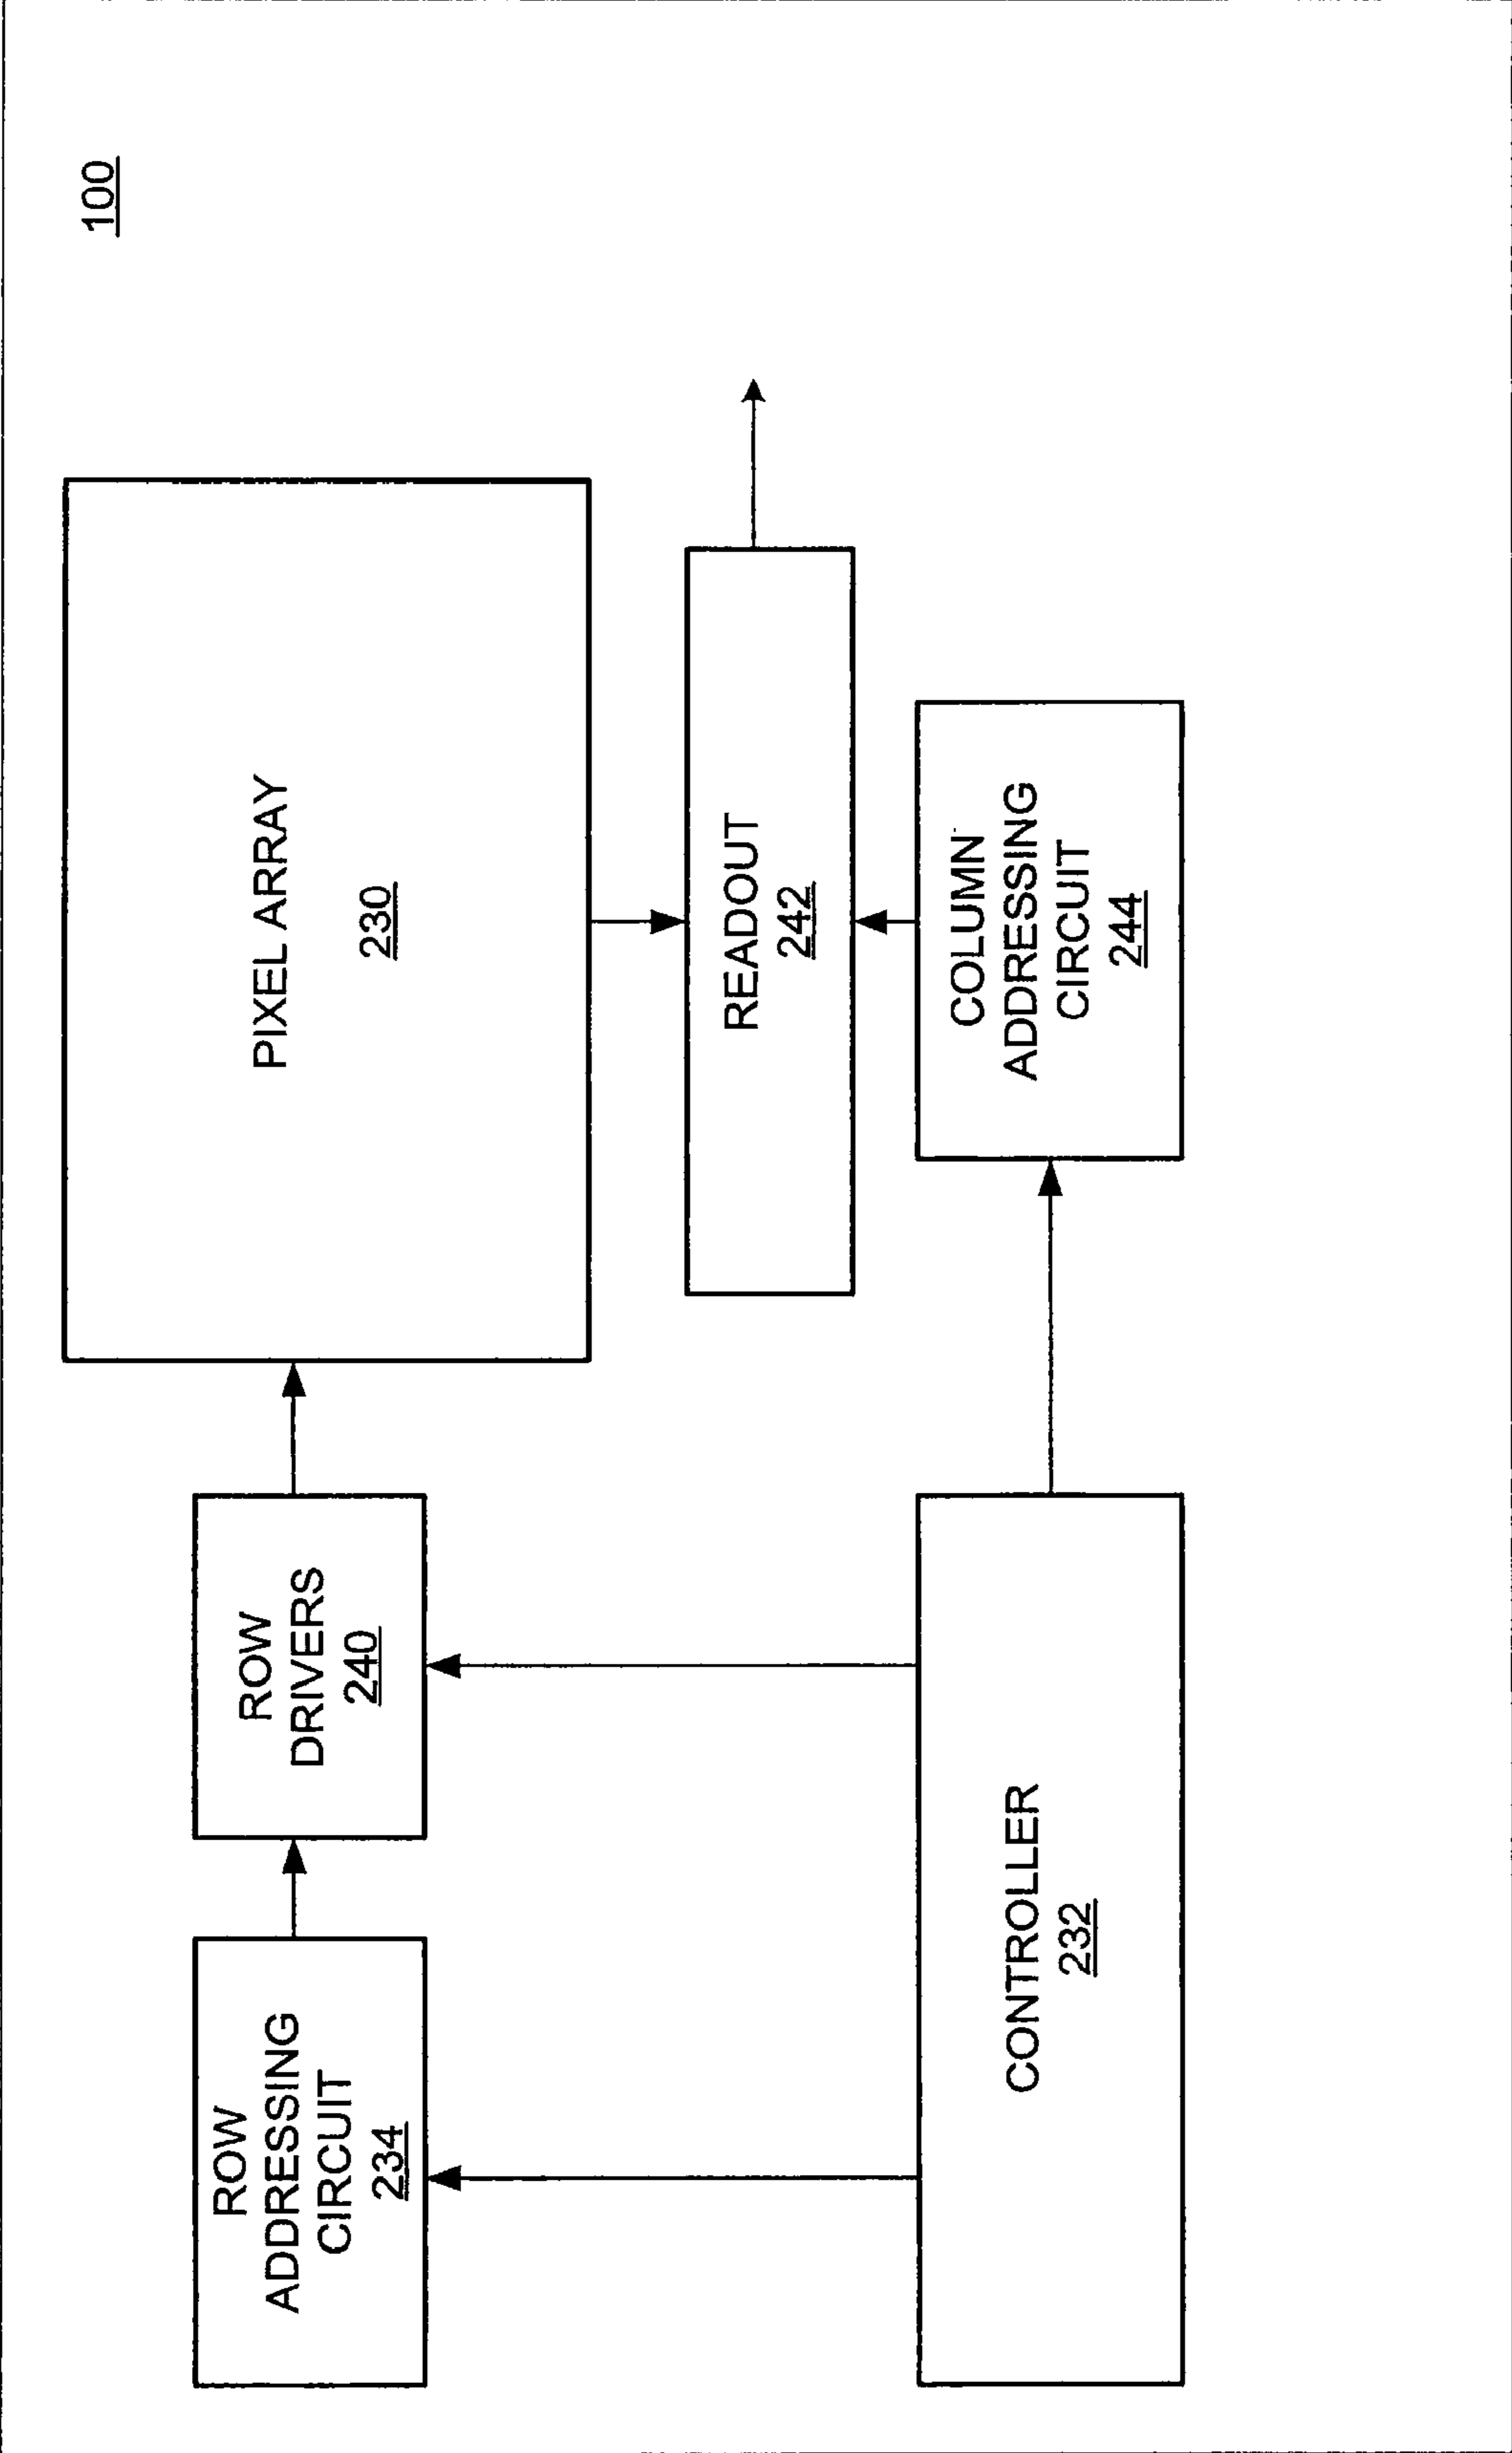 100
ROW
ADDRESSING
CIRCUIT
234
ROW
DRIVERS
240
PIXEL ARRAY
230
READOUT
242
CONTROLLER
232
COLUMN
ADDRESSING
CIRCUIT
244